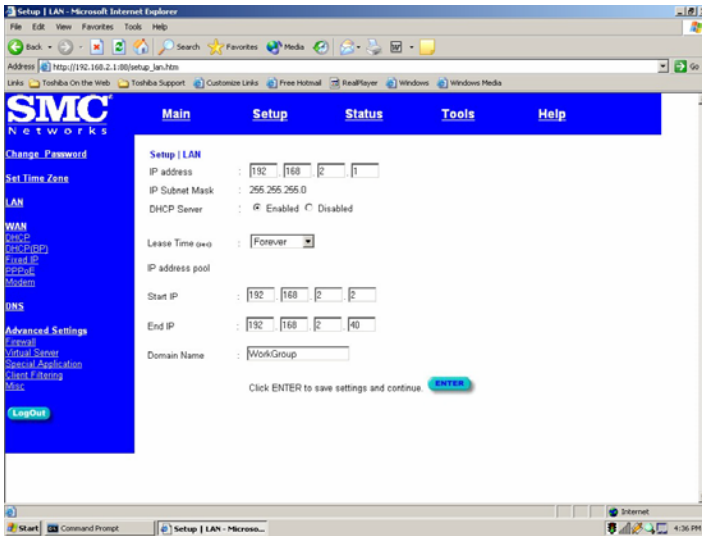 Setup | LAN - Microsoft Internet Explorer
File Edit View Favorites Tools Help
Back Search Favorites Media
Address http://192.168.2.1:88/setup_lan.htm Go
Links Toshiba On the Web Toshiba Support Customize Links Free Hotmail RealPlayer Windows Windows Media
SMC
Networks
Main Setup Status Tools Help
Change Password
Set Time Zone
LAN
WAN
DHCP
DHCP(BP)
Fixed IP
PPPoE
Modem
DNS
Advanced Settings
Firewall
Virtual Server
Special Application
Client Filtering
Misc
LogOut
Setup | LAN
IP address : 192 . 168 . 2 . 1
IP Subnet Mask : 255.255.255.0
DHCP Server : Enabled Disabled
Lease Time : Forever
IP address pool
Start IP : 192 . 168 . 2 . 2
End IP : 192 . 168 . 2 . 40
Domain Name : WorkGroup
Click ENTER to save settings and continue. ENTER
Internet
Start Command Prompt Setup | LAN - Microso... 4:36 PM